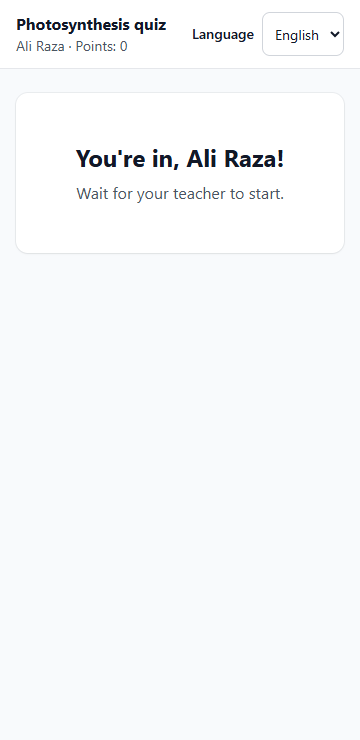 Photosynthesis quiz
Ali Raza · Points: 0
Language
English
You're in, Ali Raza!
Wait for your teacher to start.